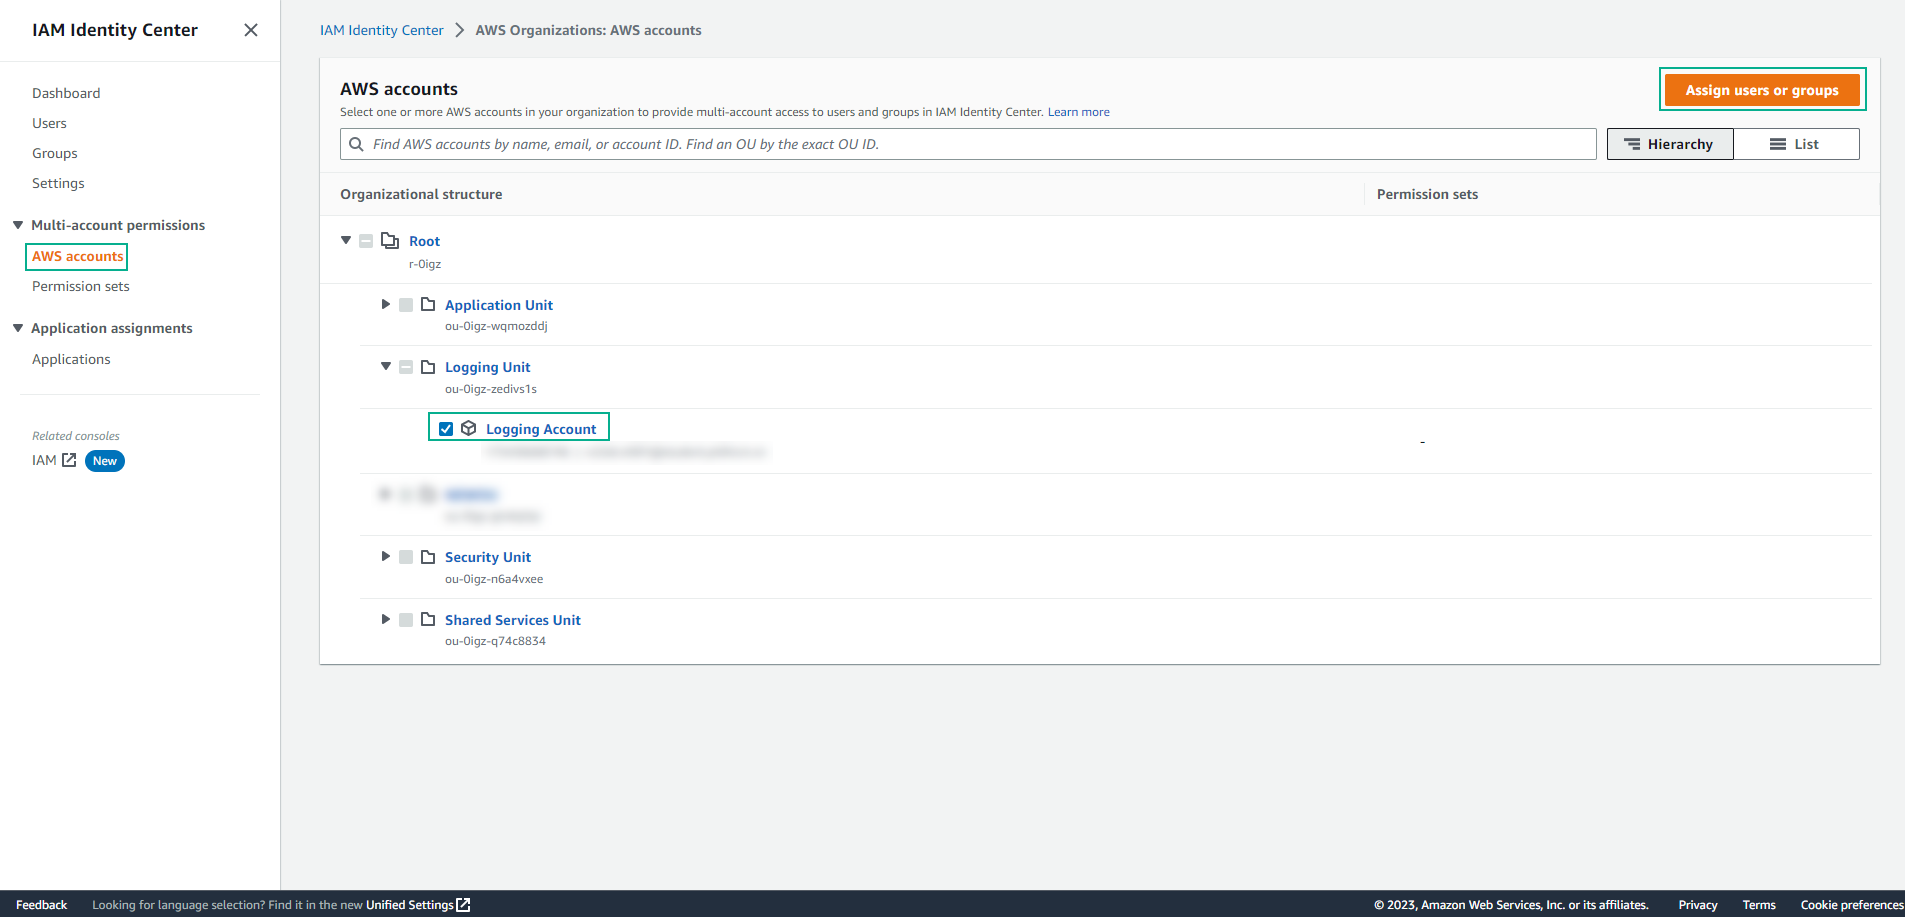 IAM Identity Center
Dashboard
Users
Groups
Settings
Multi-account permissions
AWS accounts
Permission sets
Application assignments
Applications
Related consoles
IAM New
IAM Identity Center > AWS Organizations: AWS accounts
AWS accounts
Assign users or groups
Select one or more AWS accounts in your organization to provide multi-account access to users and groups in IAM Identity Center. Learn more
Find AWS accounts by name, email, or account ID. Find an OU by the exact OU ID.
Hierarchy
List
Organizational structure
Permission sets
Root
r-0igz
Application Unit
ou-0igz-wqmozddj
Logging Unit
ou-0igz-zedivs1s
Logging Account
-
Security Unit
ou-0igz-n6a4vxee
Shared Services Unit
ou-0igz-q74c8834
Feedback
Looking for language selection? Find it in the new Unified Settings
© 2023, Amazon Web Services, Inc. or its affiliates.
Privacy
Terms
Cookie preferences